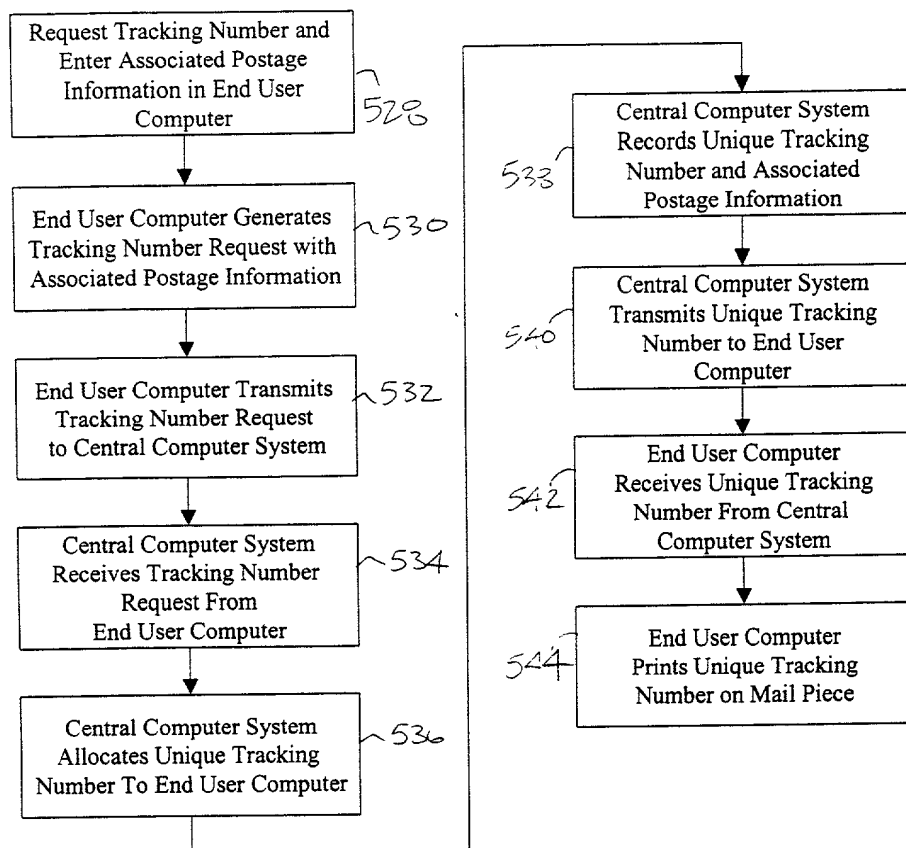 Request Tracking Number and
Enter Associated Postage
Information in End User
Computer
528
End User Computer Generates
Tracking Number Request with
Associated Postage Information
530
End User Computer Transmits
Tracking Number Request
to Central Computer System
532
Central Computer System
Receives Tracking Number
Request From
End User Computer
534
Central Computer System
Allocates Unique Tracking
Number To End User Computer
536
Central Computer System
Records Unique Tracking
Number and Associated
Postage Information
538
Central Computer System
Transmits Unique Tracking
Number to End User
Computer
540
End User Computer
Receives Unique Tracking
Number From Central
Computer System
542
End User Computer
Prints Unique Tracking
Number on Mail Piece
544